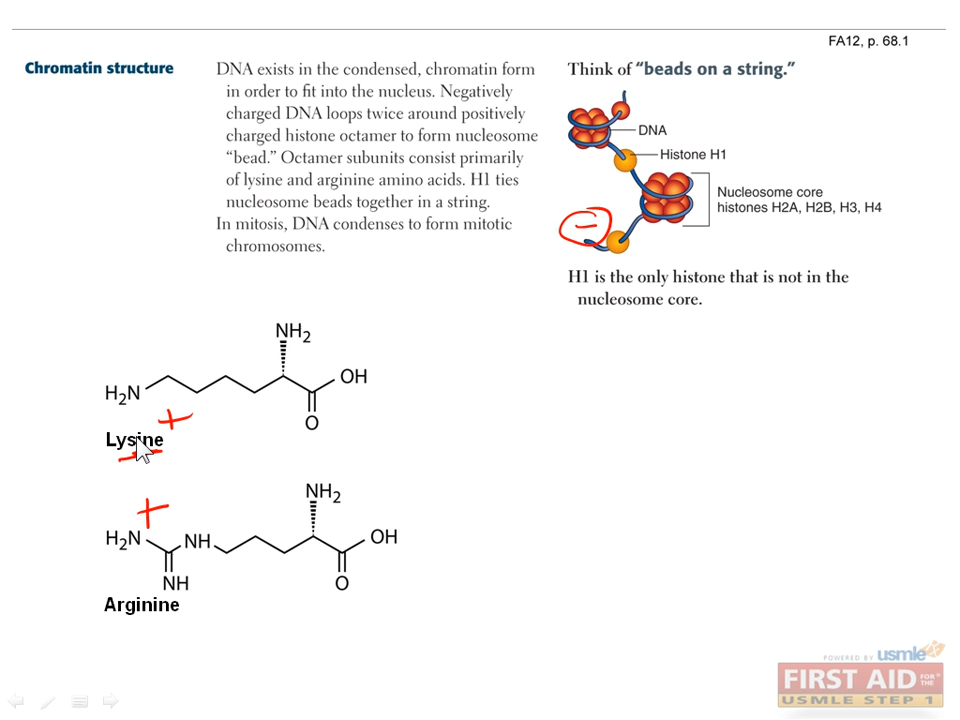 FA12, p. 68.1
Chromatin structure
DNA exists in the condensed, chromatin form
in order to fit into the nucleus. Negatively
charged DNA loops twice around positively
charged histone octamer to form nucleosome
“bead.” Octamer subunits consist primarily
of lysine and arginine amino acids. H1 ties
nucleosome beads together in a string.
In mitosis, DNA condenses to form mitotic
chromosomes.
Think of “beads on a string.”
DNA
Histone H1
Nucleosome core
histones H2A, H2B, H3, H4
−
H1 is the only histone that is not in the
nucleosome core.
NH2
H2N
OH
O
+
Lysine
+
NH2
H2N
NH
OH
NH
O
Arginine
POWERED BY usmle Rx
FIRST AID FOR THE
USMLE STEP 1